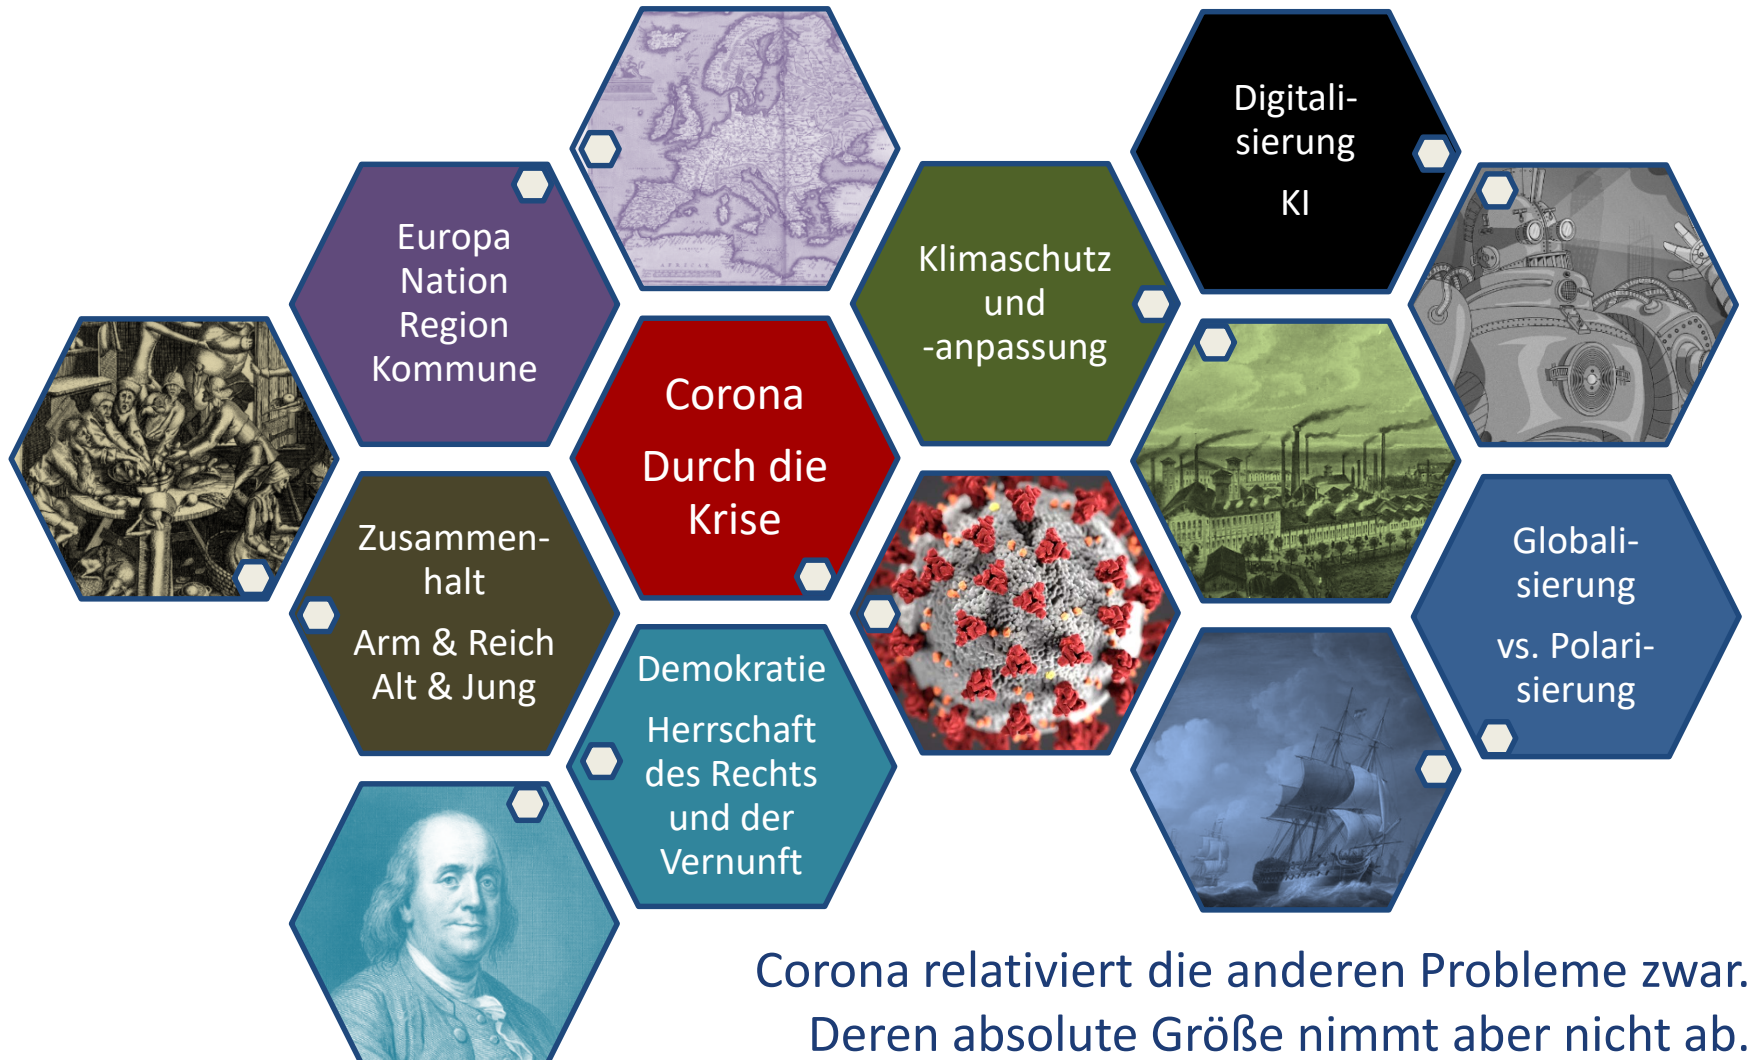 Digitali-
sierung
KI
Europa
Nation
Region
Kommune
Klimaschutz
und
-anpassung
Corona
Durch die
Krise
Zusammen-
halt
Arm & Reich
Alt & Jung
Globali-
sierung
vs. Polari-
sierung
Demokratie
Herrschaft
des Rechts
und der
Vernunft
Corona relativiert die anderen Probleme zwar.
Deren absolute Größe nimmt aber nicht ab.